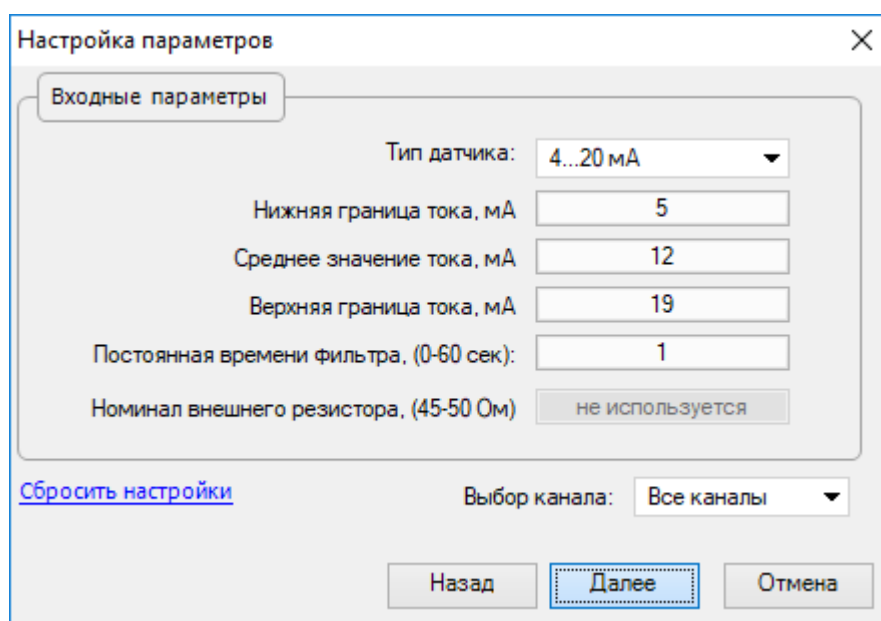 Настройка параметров
Входные параметры
Тип датчика: 4...20 мА
Нижняя граница тока, мА 5
Среднее значение тока, мА 12
Верхняя граница тока, мА 19
Постоянная времени фильтра, (0-60 сек): 1
Номинал внешнего резистора, (45-50 Ом) не используется
Сбросить настройки Выбор канала: Все каналы
Назад Далее Отмена